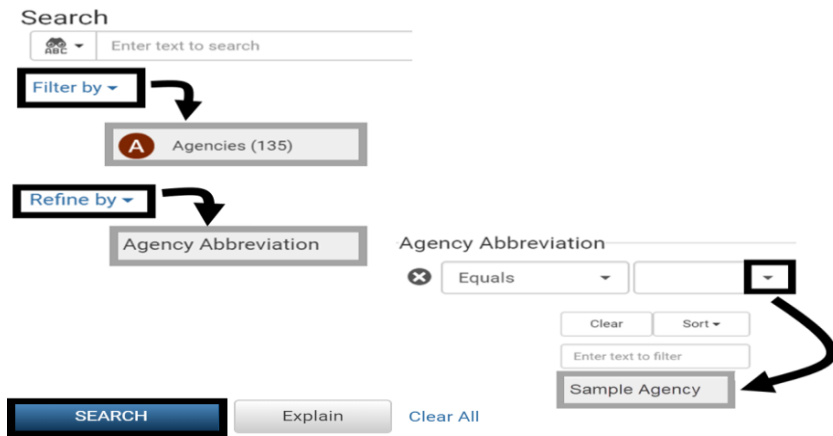 Search
ABC
Enter text to search
Filter by
A
Agencies (135)
Refine by
Agency Abbreviation
Agency Abbreviation
Equals
Clear
Sort
Enter text to filter
Sample Agency
SEARCH
Explain
Clear All